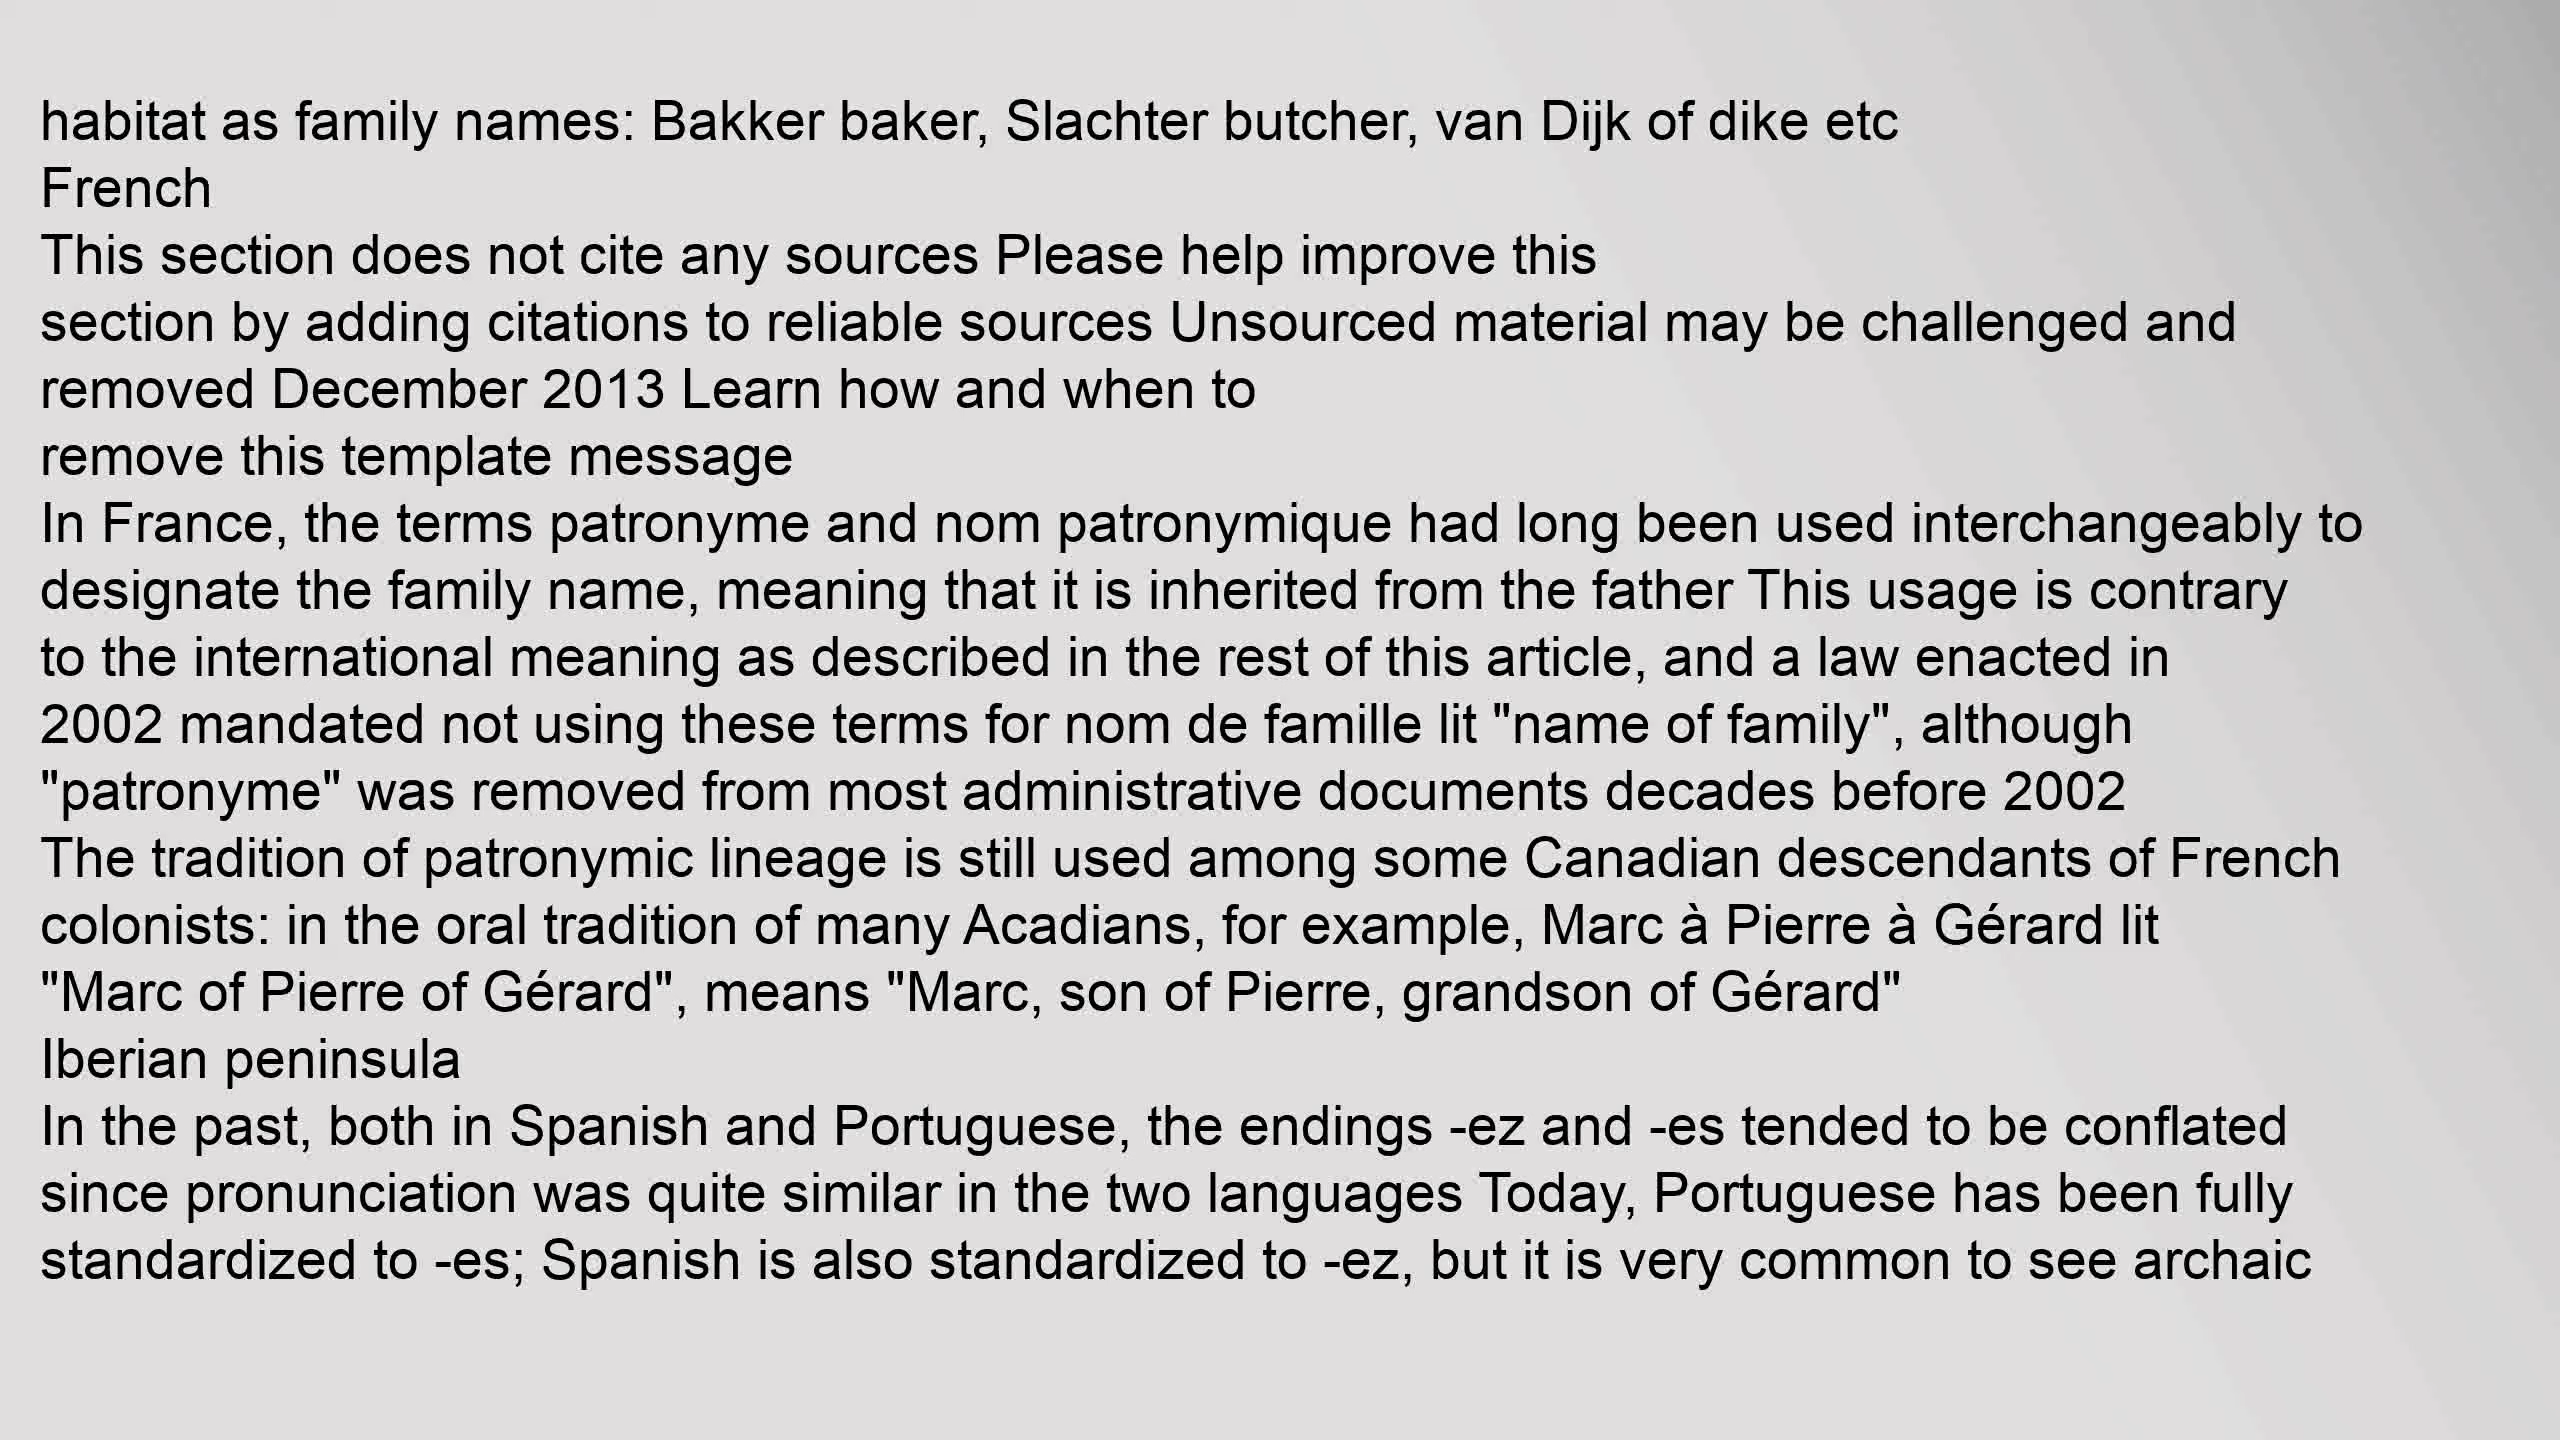 habitat as family names: Bakker baker, Slachter butcher, van Dijk of dike etc
French
This section does not cite any sources Please help improve this
section by adding citations to reliable sources Unsourced material may be challenged and
removed December 2013 Learn how and when to
remove this template message
In France, the terms patronyme and nom patronymique had long been used interchangeably to
designate the family name, meaning that it is inherited from the father This usage is contrary
to the international meaning as described in the rest of this article, and a law enacted in
2002 mandated not using these terms for nom de famille lit "name of family", although
"patronyme" was removed from most administrative documents decades before 2002
The tradition of patronymic lineage is still used among some Canadian descendants of French
colonists: in the oral tradition of many Acadians, for example, Marc à Pierre à Gérard lit
"Marc of Pierre of Gérard", means "Marc, son of Pierre, grandson of Gérard"
Iberian peninsula
In the past, both in Spanish and Portuguese, the endings -ez and -es tended to be conflated
since pronunciation was quite similar in the two languages Today, Portuguese has been fully
standardized to -es; Spanish is also standardized to -ez, but it is very common to see archaic